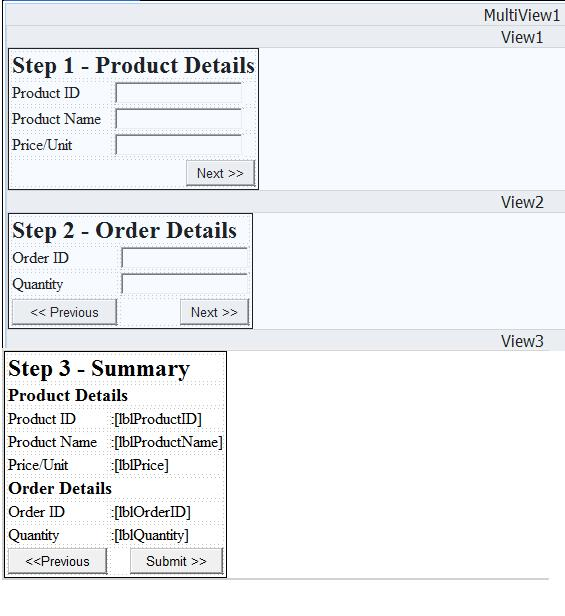 MultiView1
View1
Step 1 - Product Details
Product ID
Product Name
Price/Unit
Next >>
View2
Step 2 - Order Details
Order ID
Quantity
<< Previous Next >>
View3
Step 3 - Summary
Product Details
Product ID :[lblProductID]
Product Name :[lblProductName]
Price/Unit :[lblPrice]
Order Details
Order ID :[lblOrderID]
Quantity :[lblQuantity]
<<Previous Submit >>